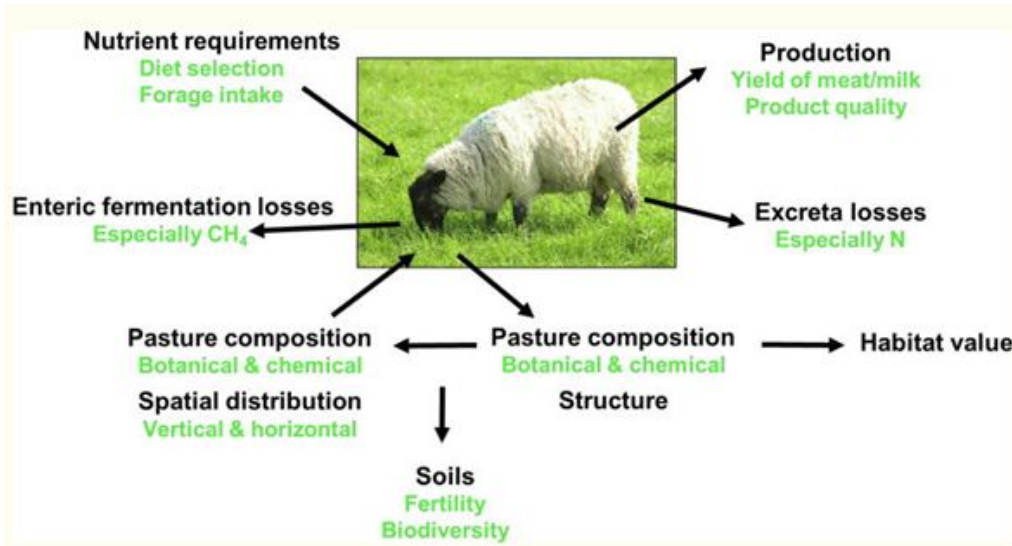 Nutrient requirements
Diet selection
Forage intake
Production
Yield of meat/milk
Product quality
Enteric fermentation losses
Especially CH₄
Excreta losses
Especially N
Pasture composition
Botanical & chemical
Spatial distribution
Vertical & horizontal
Pasture composition
Botanical & chemical
Structure
Habitat value
Soils
Fertility
Biodiversity